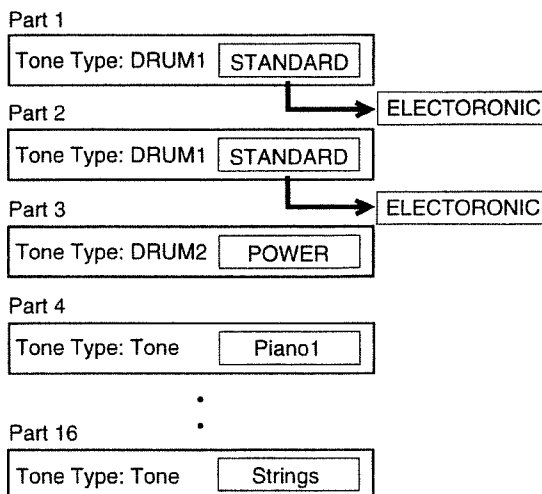 Part 1
Tone Type: DRUM1 STANDARD
ELECTORONIC
Part 2
Tone Type: DRUM1 STANDARD
ELECTORONIC
Part 3
Tone Type: DRUM2 POWER
Part 4
Tone Type: Tone Piano1
Part 16
Tone Type: Tone Strings